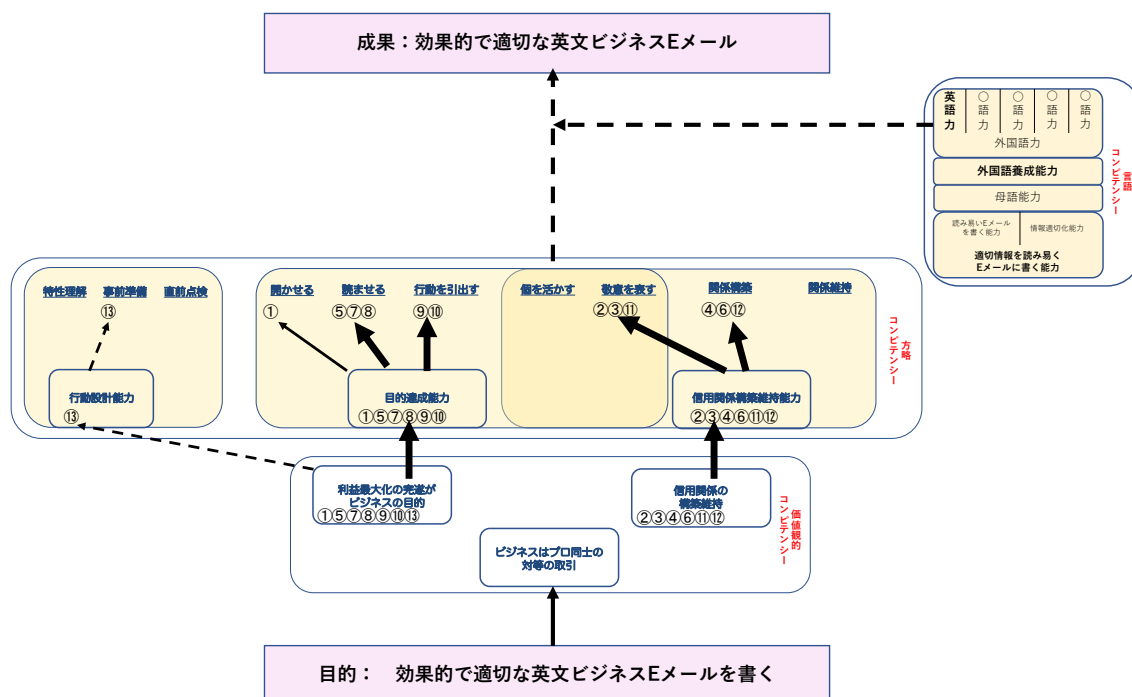 成果：効果的で適切な英文ビジネスEメール
英語力
〇語力
〇語力
〇語力
〇語力
外国語力
外国語養成能力
母語能力
読み易いEメール
を書く能力
情報適切化能力
適切情報を読み易く
Eメールに書く能力
言語
コンピテンシー
特性理解
事前準備
直前点検
⑬
開かせる
読ませる
行動を引出す
①
⑤⑦⑧
⑨⑩
個を活かす
敬意を表す
②③⑪
関係構築
関係維持
④⑥⑫
方略
コンピテンシー
行動設計能力
⑬
目的達成能力
①⑤⑦⑧⑨⑩
信用関係構築維持能力
②③④⑥⑪⑫
利益最大化の完遂が
ビジネスの目的
①⑤⑦⑧⑨⑩⑬
信用関係の
構築維持
②③④⑥⑪⑫
価値観的
コンピテンシー
ビジネスはプロ同士の
対等の取引
目的：　効果的で適切な英文ビジネスEメールを書く